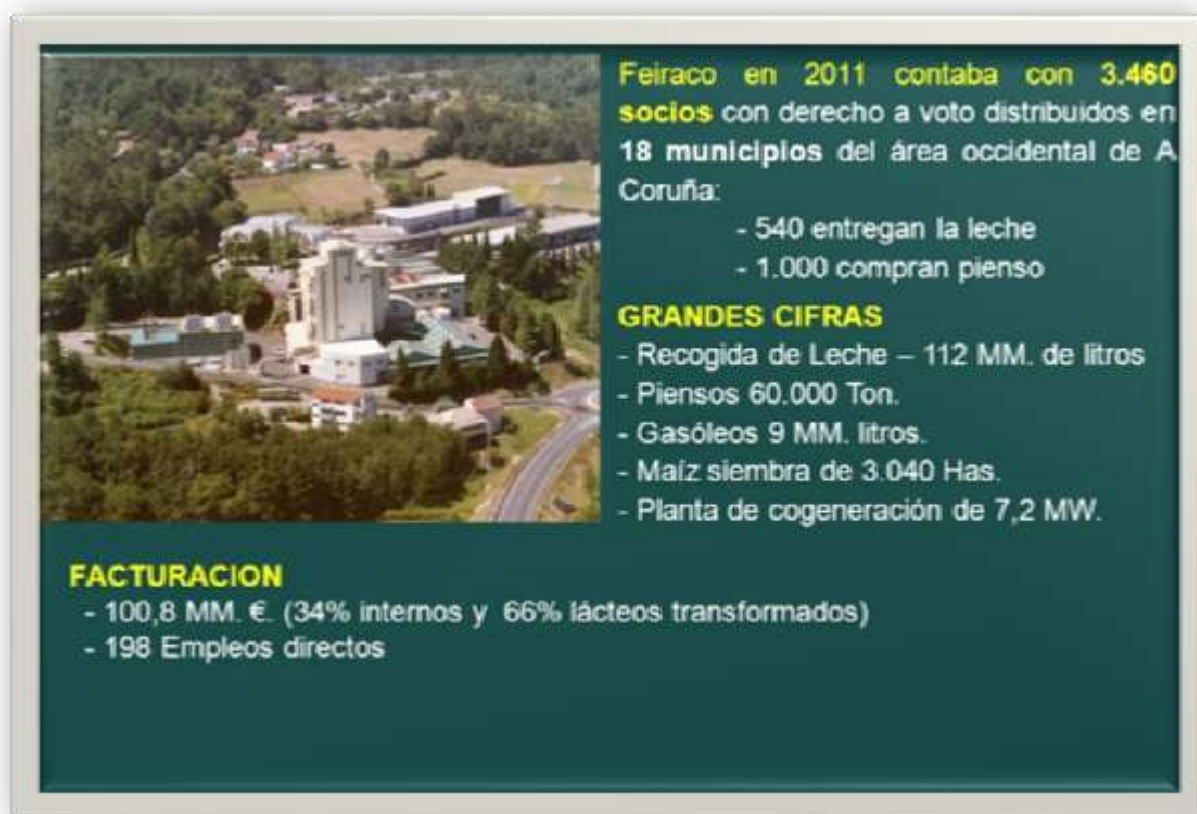 Feiraco en 2011 contaba con 3.460
socios con derecho a voto distribuidos en
18 municipios del área occidental de A
Coruña:
- 540 entregan la leche
- 1.000 compran pienso
GRANDES CIFRAS
- Recogida de Leche – 112 MM. de litros
- Piensos 60.000 Ton.
- Gasóleos 9 MM. litros.
- Maíz siembra de 3.040 Has.
- Planta de cogeneración de 7,2 MW.
FACTURACION
- 100,8 MM. €. (34% internos y 66% lácteos transformados)
- 198 Empleos directos